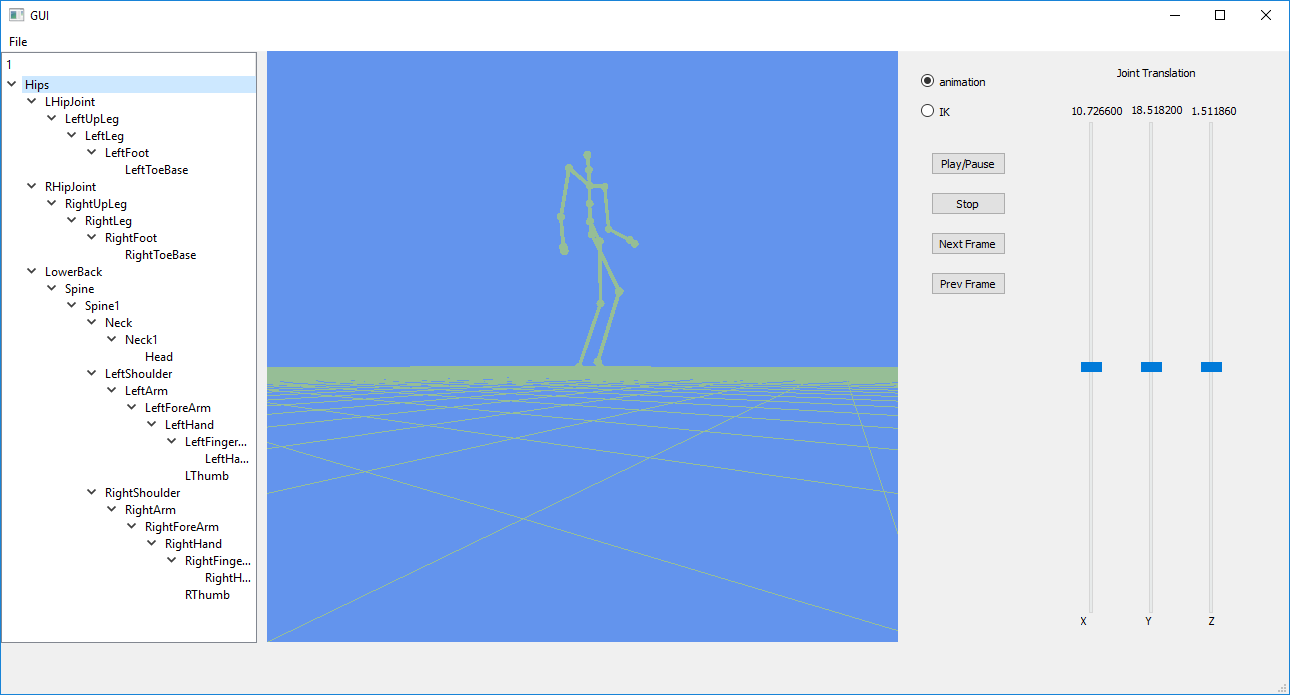 GUI
File
1
Hips
LHipJoint
LeftUpLeg
LeftLeg
LeftFoot
LeftToeBase
RHipJoint
RightUpLeg
RightLeg
RightFoot
RightToeBase
LowerBack
Spine
Spine1
Neck
Neck1
Head
LeftShoulder
LeftArm
LeftForeArm
LeftHand
LeftFinger...
LeftHa...
LThumb
RightShoulder
RightArm
RightForeArm
RightHand
RightFinge...
RightH...
RThumb
animation
IK
Play/Pause
Stop
Next Frame
Prev Frame
Joint Translation
10.726600 18.518200 1.511860
X Y Z